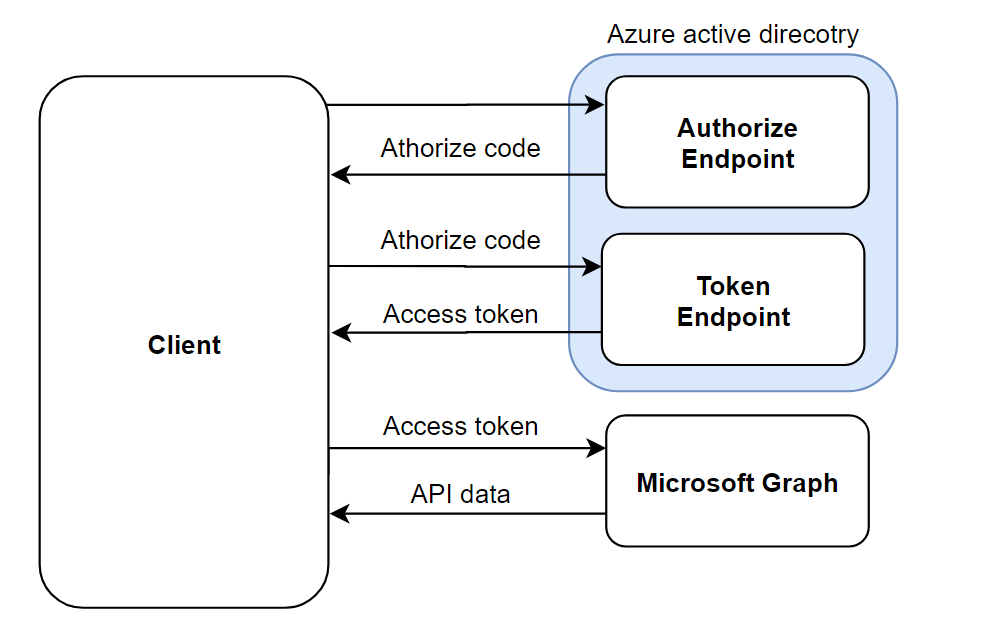 Azure active direcotry
Authorize
Endpoint
Athorize code
Athorize code
Token
Endpoint
Access token
Client
Access token
Microsoft Graph
API data